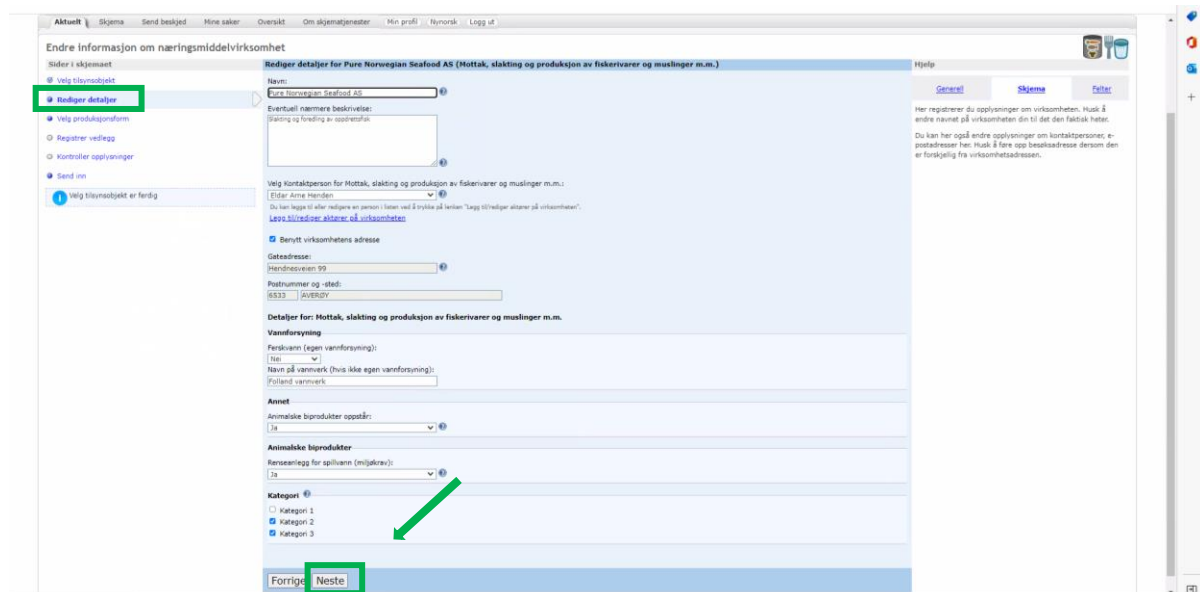 Aktuelt Skjema Send beskjed Mine saker Oversikt Om skjematjenester Min profil Nynorsk Logg ut
Endre informasjon om næringsmiddelvirksomhet
Sider i skjemaet
Velg tilsynsobjekt
Rediger detaljer
Velg produksjonsform
Registrer vedlegg
Kontroller opplysninger
Send inn
Velg tilsynsobjekt er ferdig
Rediger detaljer for Pure Norwegian Seafood AS (Mottak, slakting og produksjon av fiskerivarer og muslinger m.m.)
Navn:
Pure Norwegian Seafood AS
Eventuell nærmere beskrivelse:
Slakting og foredling av oppdrettsfisk
Velg Kontaktperson for Mottak, slakting og produksjon av fiskerivarer og muslinger m.m.:
Eldar Arne Henden
Du kan legge til eller redigere en person i listen ved å trykke på lenken "Legg til/rediger aktører på virksomheten".
Legg til/rediger aktører på virksomheten
Benytt virksomhetens adresse
Gateadresse:
Hendnesveien 99
Postnummer og -sted:
6533 AVERØY
Detaljer for: Mottak, slakting og produksjon av fiskerivarer og muslinger m.m.
Vannforsyning
Ferskvann (egen vannforsyning):
Nei
Navn på vannverk (hvis ikke egen vannforsyning):
Folland vannverk
Annet
Animalske biprodukter oppstår:
Ja
Animalske biprodukter
Renseanlegg for spillvann (miljøkrav):
Ja
Kategori
Kategori 1
Kategori 2
Kategori 3
Forrige Neste
Hjelp
Generell Skjema Felter
Her registrerer du opplysninger om virksomheten. Husk å
endre navnet på virksomheten din til det den faktisk heter.
Du kan her også endre opplysninger om kontaktpersoner, e-
postadresser her. Husk å føre opp besøksadresse dersom den
er forskjellig fra virksomhetsadressen.